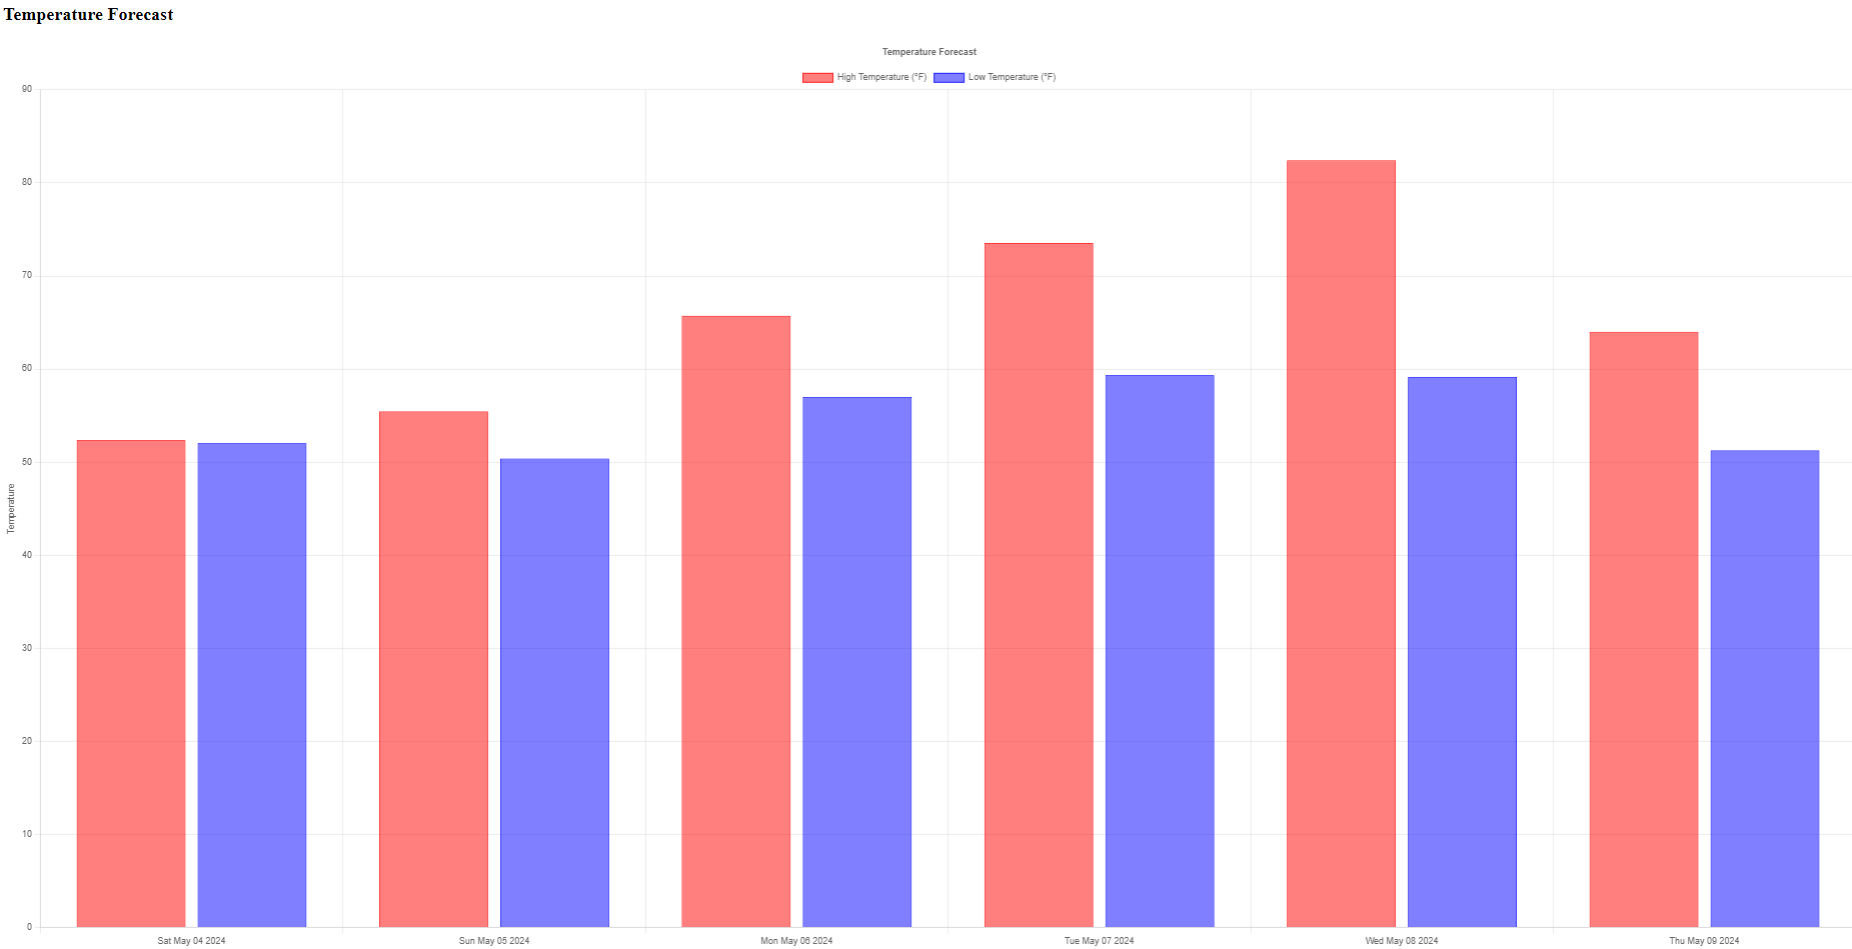 Temperature Forecast
Temperature Forecast
High Temperature (°F) Low Temperature (°F)
90
80
70
60
50
40
30
20
10
0
Temperature
Sat May 04 2024 Sun May 05 2024 Mon May 06 2024 Tue May 07 2024 Wed May 08 2024 Thu May 09 2024